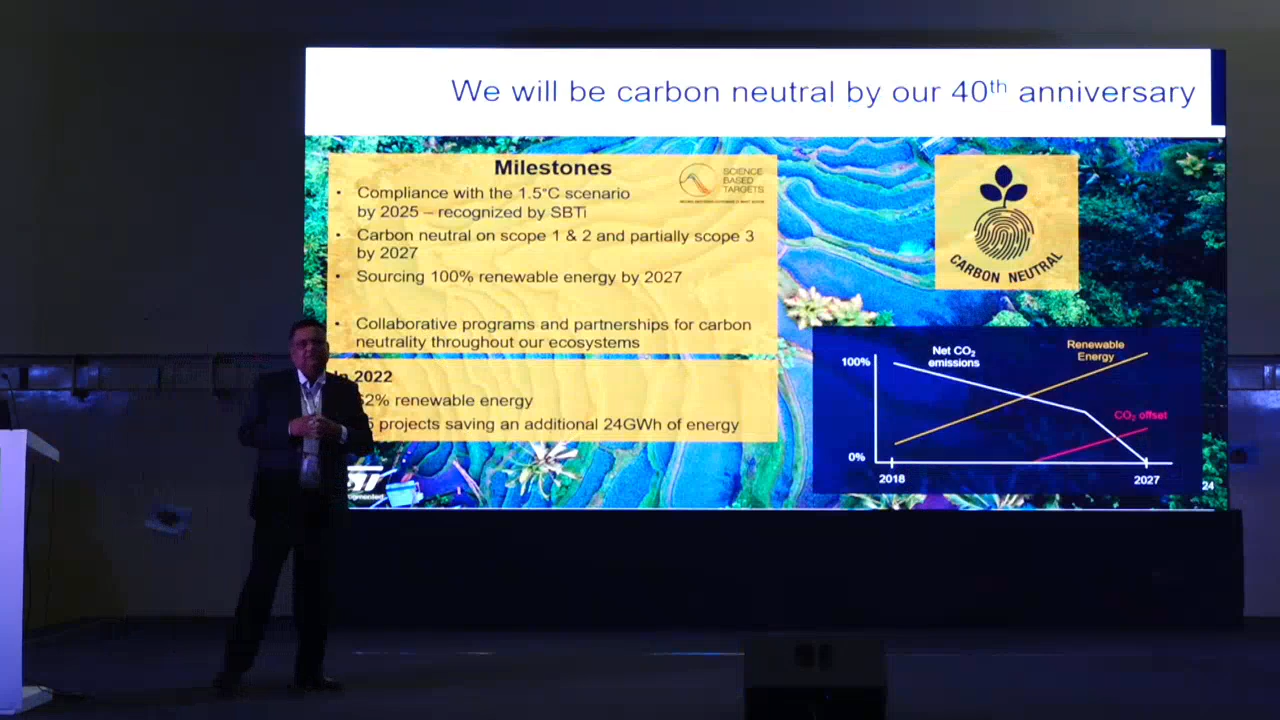 We will be carbon neutral by our 40th anniversary
Milestones
SCIENCE
BASED
TARGETS
• Compliance with the 1.5°C scenario
by 2025 – recognized by SBTi
• Carbon neutral on scope 1 & 2 and partially scope 3
by 2027
• Sourcing 100% renewable energy by 2027
• Collaborative programs and partnerships for carbon
neutrality throughout our ecosystems
In 2022
2% renewable energy
projects saving an additional 24GWh of energy
CARBON NEUTRAL
Net CO₂
emissions
Renewable
Energy
CO₂ offset
100%
0%
2018
2027
24